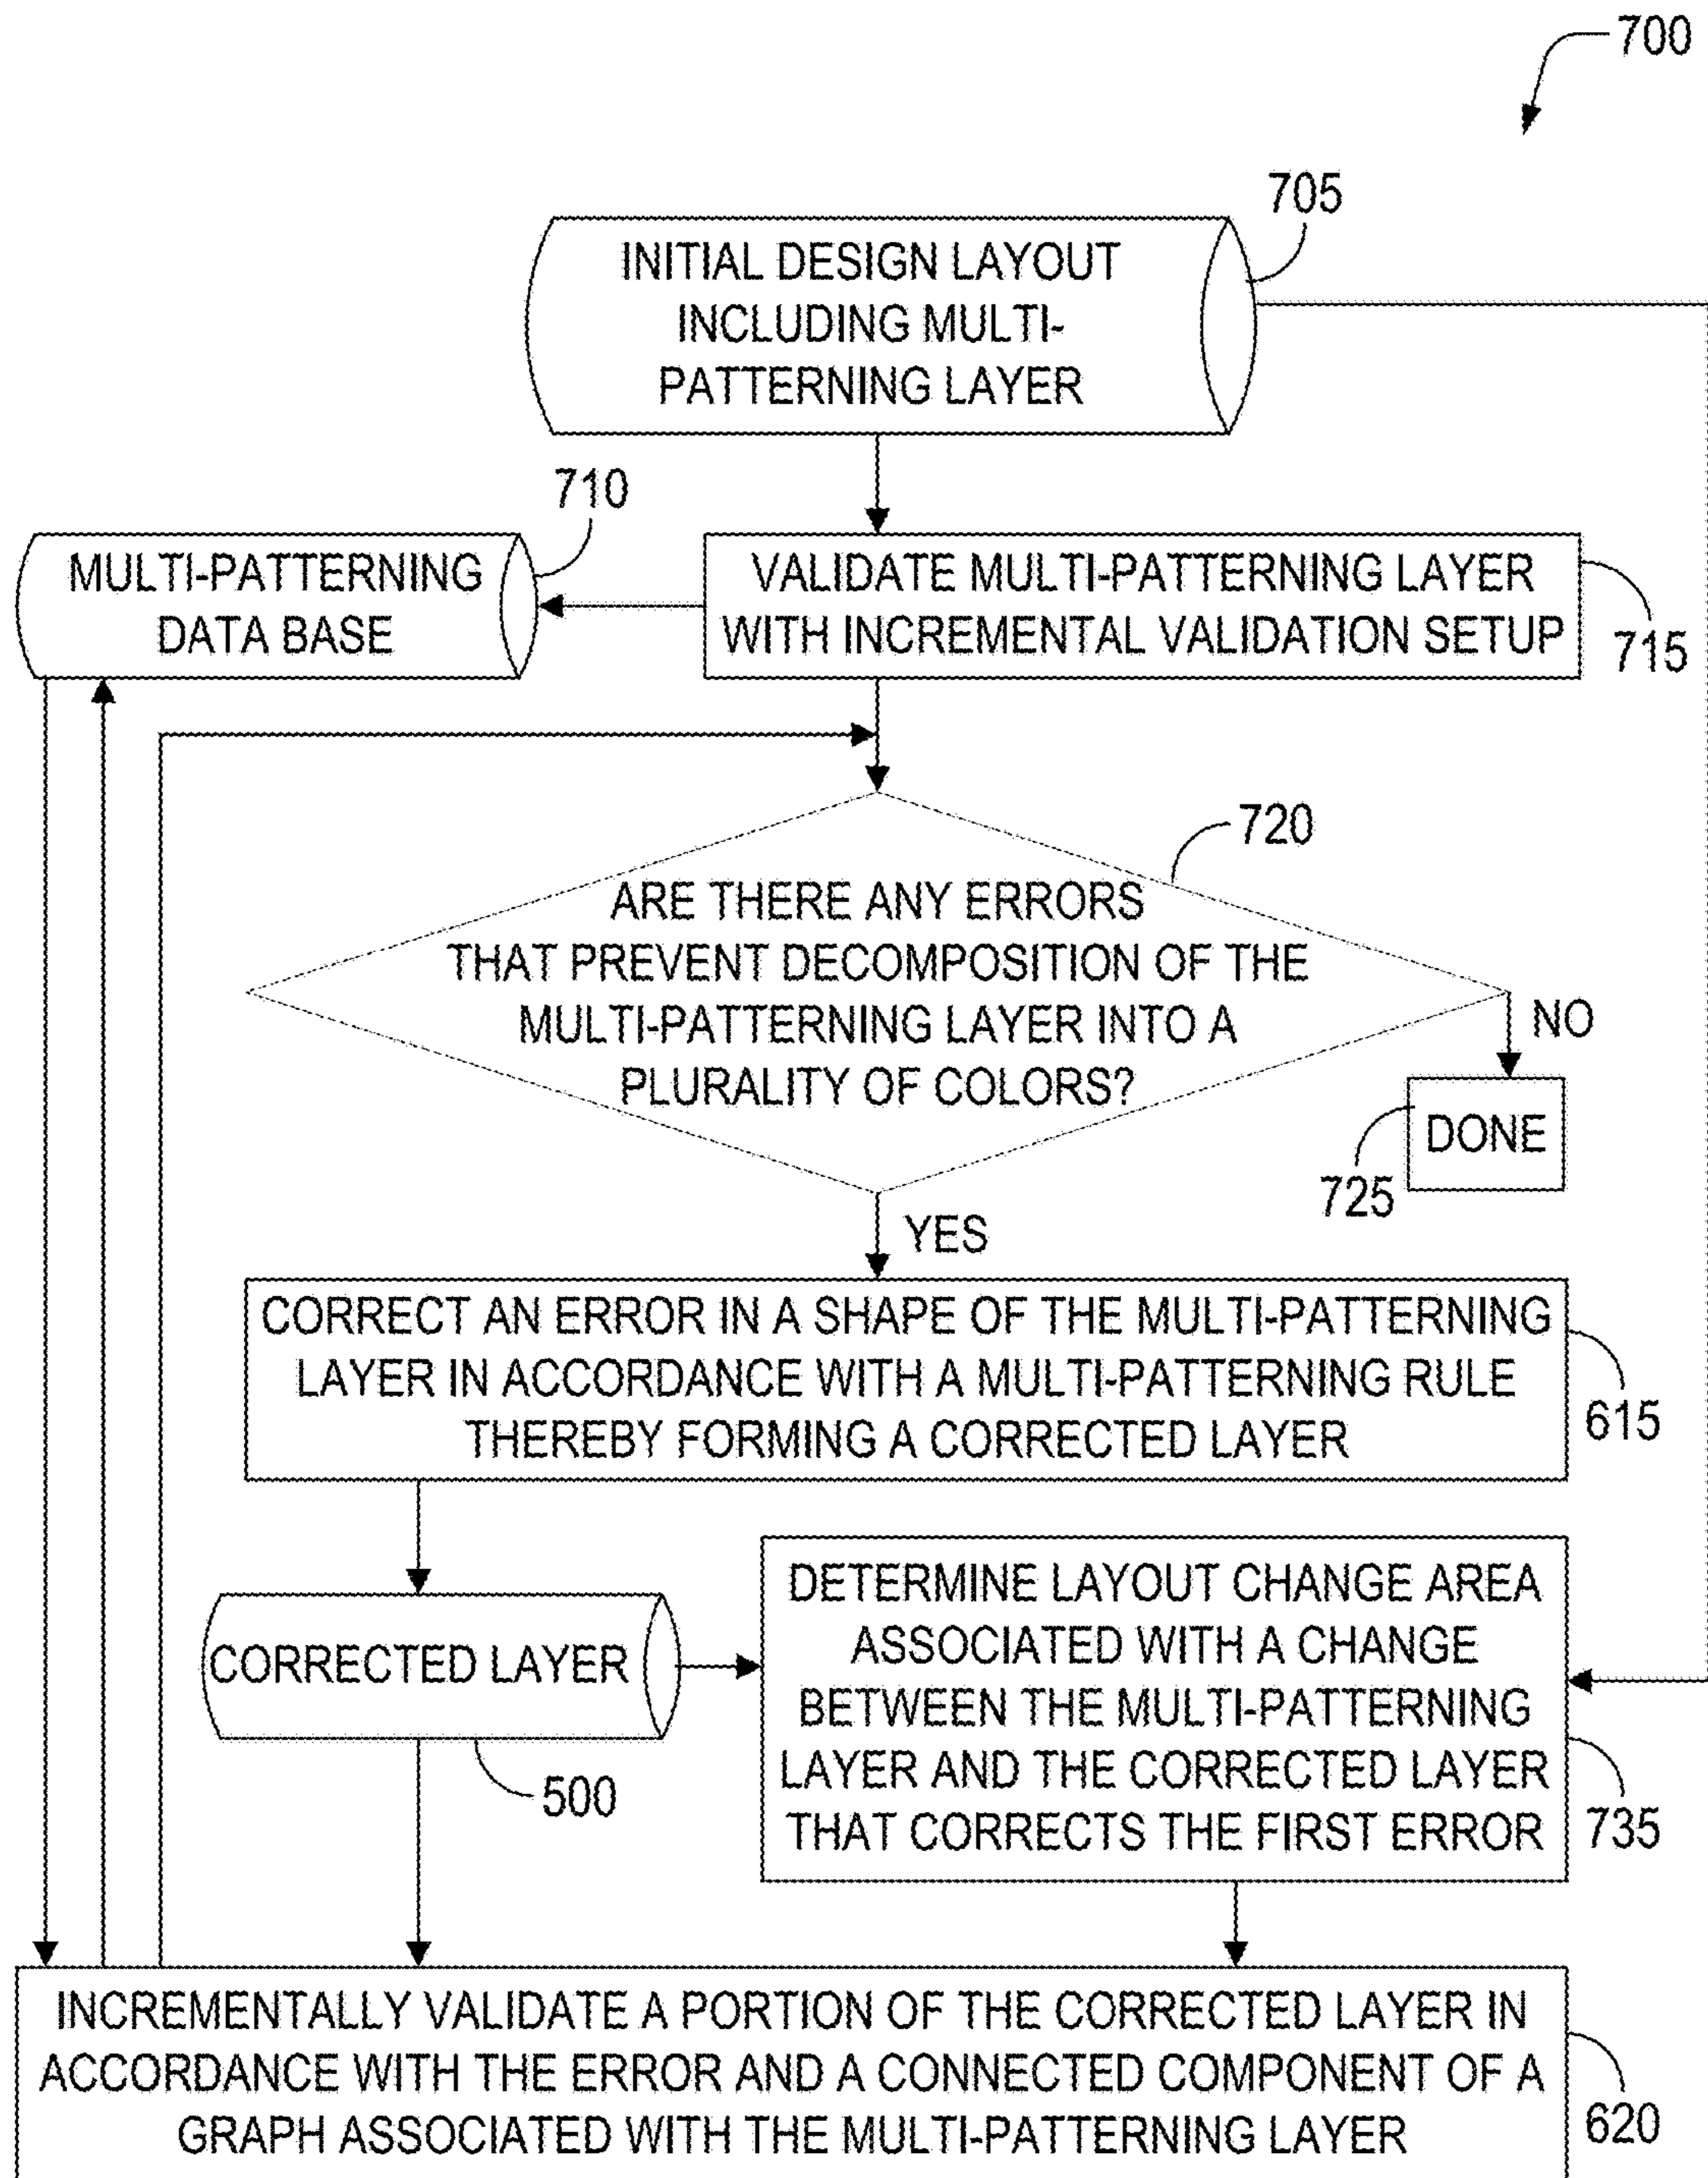 700
705
INITIAL DESIGN LAYOUT
INCLUDING MULTI-
PATTERNING LAYER
710
MULTI-PATTERNING
DATA BASE
VALIDATE MULTI-PATTERNING LAYER
WITH INCREMENTAL VALIDATION SETUP
715
720
ARE THERE ANY ERRORS
THAT PREVENT DECOMPOSITION OF THE
MULTI-PATTERNING LAYER INTO A
PLURALITY OF COLORS?
NO
DONE
725
YES
CORRECT AN ERROR IN A SHAPE OF THE MULTI-PATTERNING
LAYER IN ACCORDANCE WITH A MULTI-PATTERNING RULE
THEREBY FORMING A CORRECTED LAYER
615
CORRECTED LAYER
500
DETERMINE LAYOUT CHANGE AREA
ASSOCIATED WITH A CHANGE
BETWEEN THE MULTI-PATTERNING
LAYER AND THE CORRECTED LAYER
THAT CORRECTS THE FIRST ERROR
735
INCREMENTALLY VALIDATE A PORTION OF THE CORRECTED LAYER IN
ACCORDANCE WITH THE ERROR AND A CONNECTED COMPONENT OF A
GRAPH ASSOCIATED WITH THE MULTI-PATTERNING LAYER
620